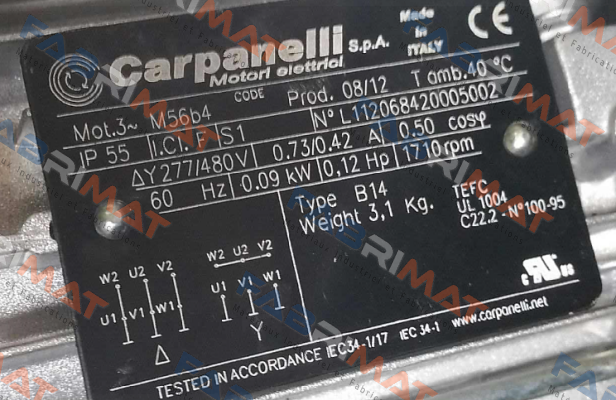 Carpanelli S.p.A. Made in ITALY CE
Motori elettrici
CODE Prod. 08/12 T amb.40 °C
Mot.3~ M56b4 N° L112068420005002
IP 55 I.Cl. F S1
ΔY 277/480 V 0.73/0.42 A 0.50 cosφ
60 Hz 0.09 kW 0,12 Hp 1710 rpm
Type B14 TEFC
Weight 3,1 Kg. UL 1004
C22.2 - N°100-95
W2 U2 V2 W2 U2 V2
U1 V1 W1 U1 V1 W1
Δ Y
c RU us
TESTED IN ACCORDANCE IEC34-1/17 IEC 34-1 www.carpanelli.net
FABRIMAT